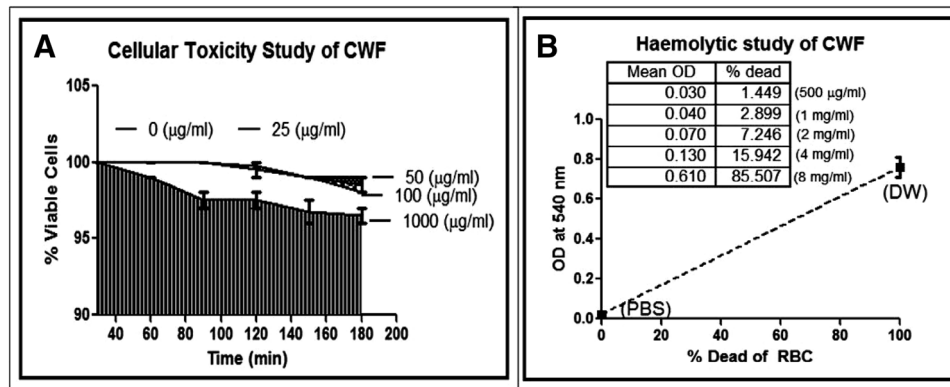 A
Cellular Toxicity Study of CWF
105
100
95
90
% Viable Cells
0 (µg/ml) 25 (µg/ml)
50 (µg/ml)
100 (µg/ml)
1000 (µg/ml)
40 60 80 100 120 140 160 180 200
Time (min)
B
Haemolytic study of CWF
Mean OD % dead
0.030 1.449 (500 µg/ml)
0.040 2.899 (1 mg/ml)
0.070 7.246 (2 mg/ml)
0.130 15.942 (4 mg/ml)
0.610 85.507 (8 mg/ml)
1.0
0.8
0.6
0.4
0.2
0.0
OD at 540 nm
(DW)
(PBS)
0 20 40 60 80 100
% Dead of RBC